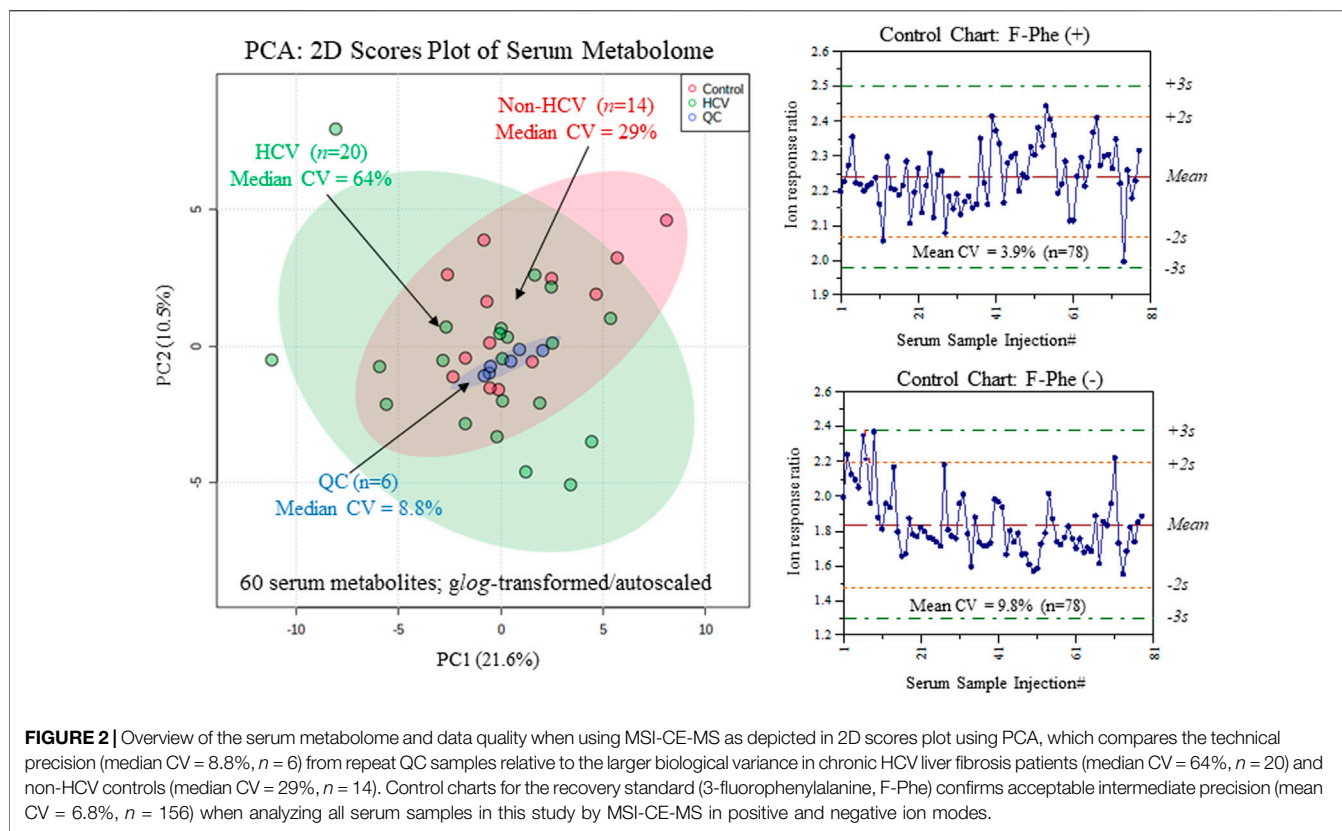 PCA: 2D Scores Plot of Serum Metabolome
Control
HCV
QC
Non-HCV (n=14)
Median CV = 29%
HCV (n=20)
Median CV = 64%
QC (n=6)
Median CV = 8.8%
60 serum metabolites; glog-transformed/autoscaled
5
0
-5
PC2 (10.5%)
-10
-5
0
5
10
PC1 (21.6%)
Control Chart: F-Phe (+)
2.6
2.5
2.4
2.3
2.2
2.1
2.0
1.9
Ion response ratio
+3s
+2s
Mean
-2s
-3s
Mean CV = 3.9% (n=78)
1
21
41
61
81
Serum Sample Injection#
Control Chart: F-Phe (-)
2.6
2.4
2.2
2.0
1.8
1.6
1.4
1.2
Ion response ratio
+3s
+2s
Mean
-2s
-3s
Mean CV = 9.8% (n=78)
1
21
41
61
81
Serum Sample Injection#
FIGURE 2 | Overview of the serum metabolome and data quality when using MSI-CE-MS as depicted in 2D scores plot using PCA, which compares the technical
precision (median CV = 8.8%, n = 6) from repeat QC samples relative to the larger biological variance in chronic HCV liver fibrosis patients (median CV = 64%, n = 20) and
non-HCV controls (median CV = 29%, n = 14). Control charts for the recovery standard (3-fluorophenylalanine, F-Phe) confirms acceptable intermediate precision (mean
CV = 6.8%, n = 156) when analyzing all serum samples in this study by MSI-CE-MS in positive and negative ion modes.